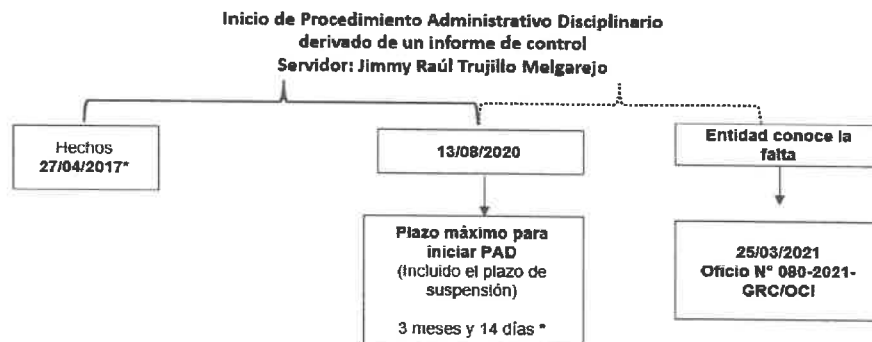 Inicio de Procedimiento Administrativo Disciplinario
derivado de un informe de control
Servidor: Jimmy Raúl Trujillo Melgarejo
Hechos
27/04/2017*
13/08/2020
Entidad conoce la
falta
Plazo máximo para
iniciar PAD
(Incluido el plazo de
suspensión)
3 meses y 14 días *
25/03/2021
Oficio N° 080-2021-
GRC/OCI